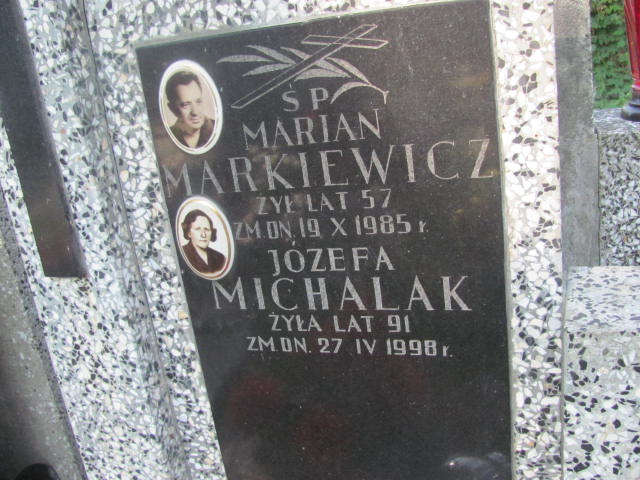 Ś P
MARIAN
MARKIEWICZ
ŻYŁ LAT 57
ZM. DN. 19 X 1985 r.
JÓZEFA
MICHALAK
ŻYŁA LAT 91
ZM. DN. 27 IV 1998 r.